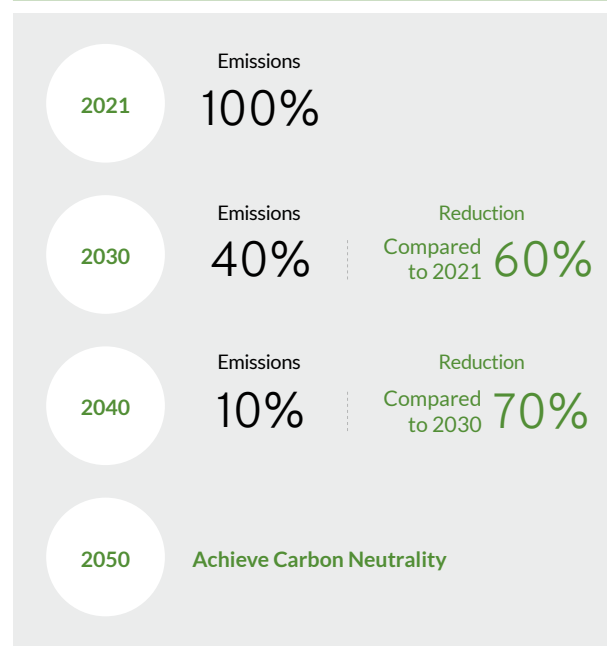 2021
Emissions
100%
2030
Emissions
40%
Reduction
Compared
to 2021
60%
2040
Emissions
10%
Reduction
Compared
to 2030
70%
2050
Achieve Carbon Neutrality